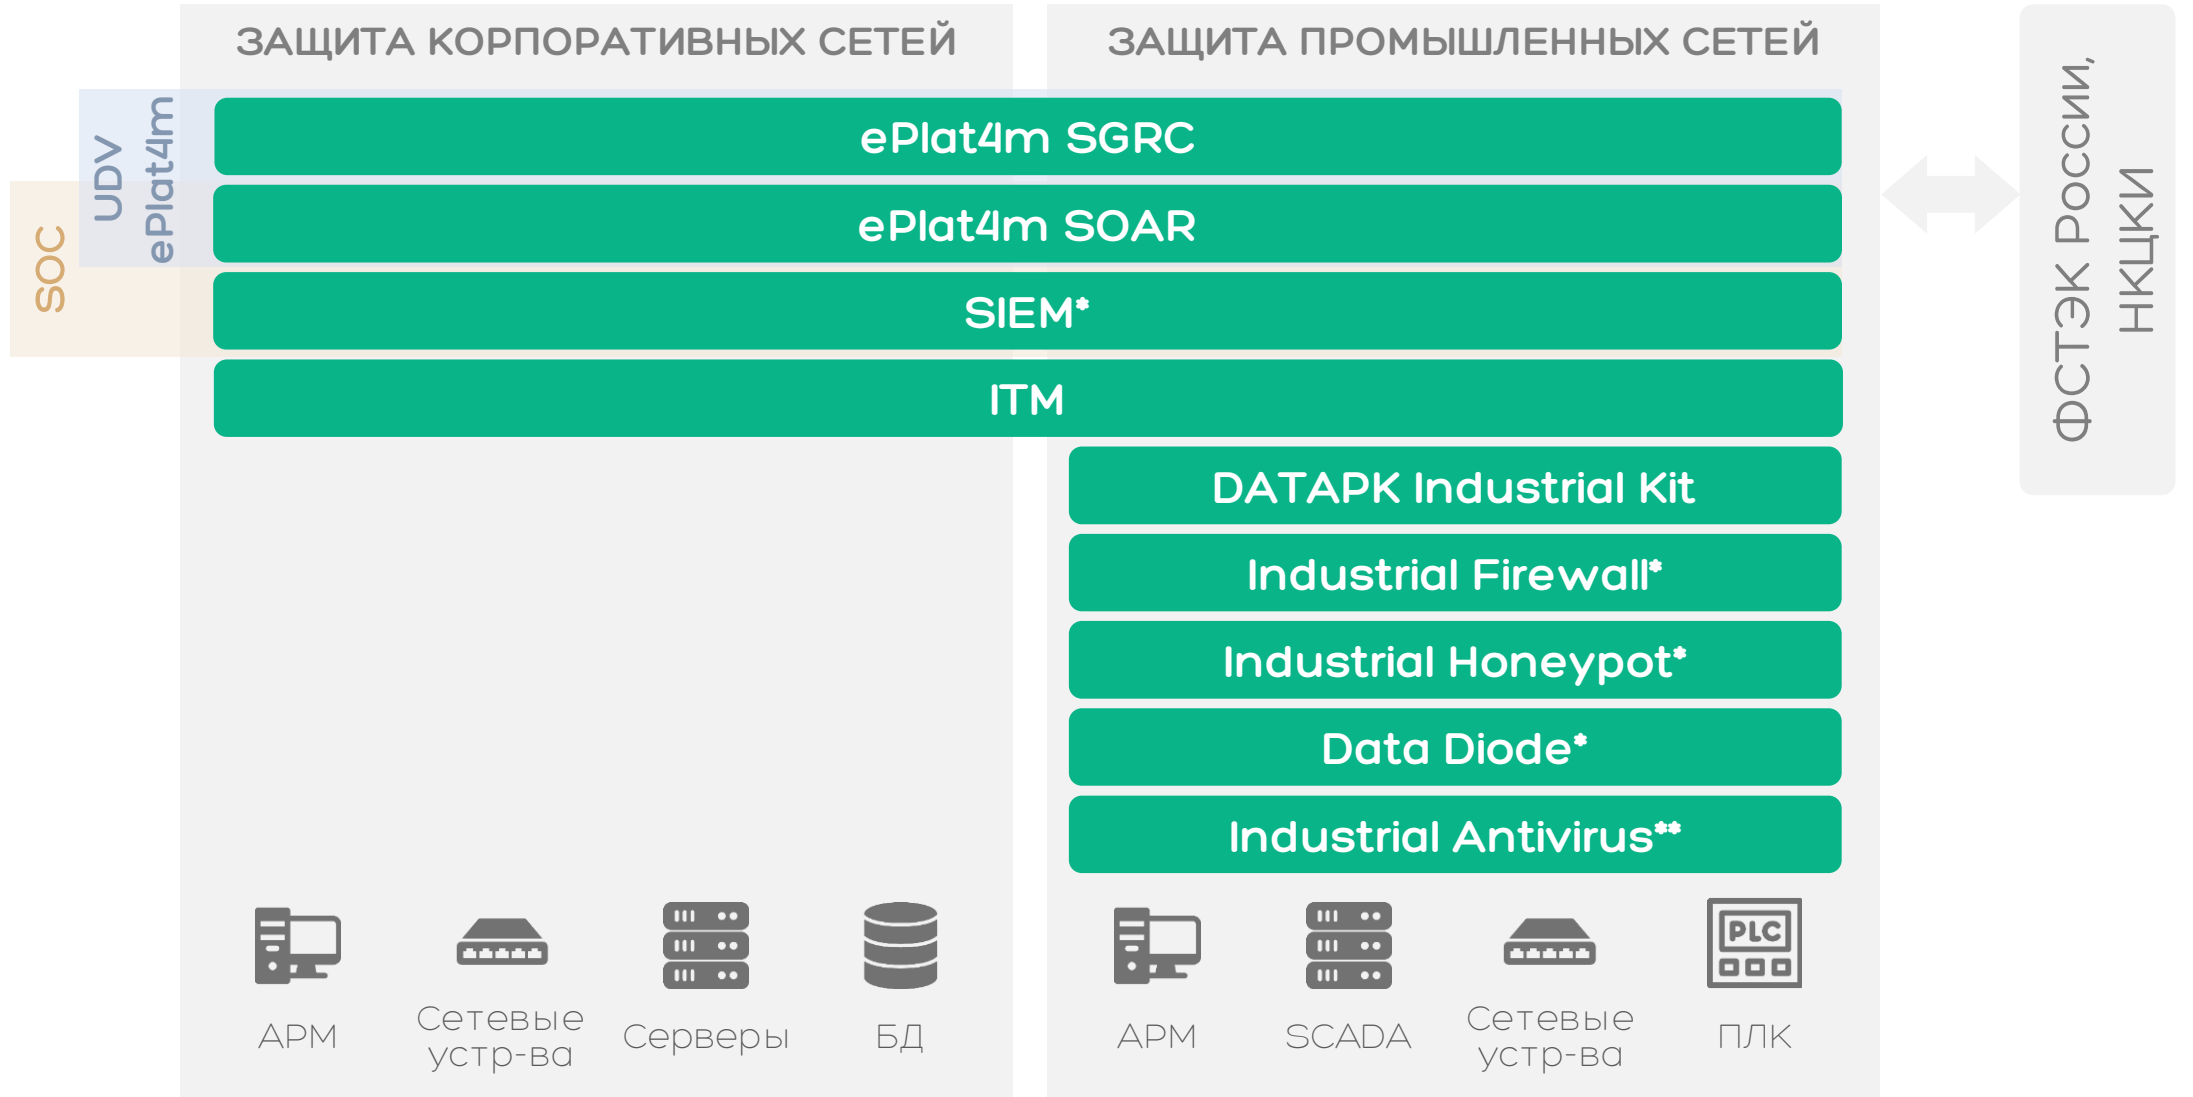 ЗАЩИТА КОРПОРАТИВНЫХ СЕТЕЙ
ЗАЩИТА ПРОМЫШЛЕННЫХ СЕТЕЙ
ФСТЭК России,
НКЦКИ
UDV
ePlat4m
SOC
ePlat4m SGRC
ePlat4m SOAR
SIEM*
ITM
DATAPK Industrial Kit
Industrial Firewall*
Industrial Honeypot*
Data Diode*
Industrial Antivirus**
PLC
АРМ
Сетевые
устр-ва
Серверы
БД
АРМ
SCADA
Сетевые
устр-ва
ПЛК